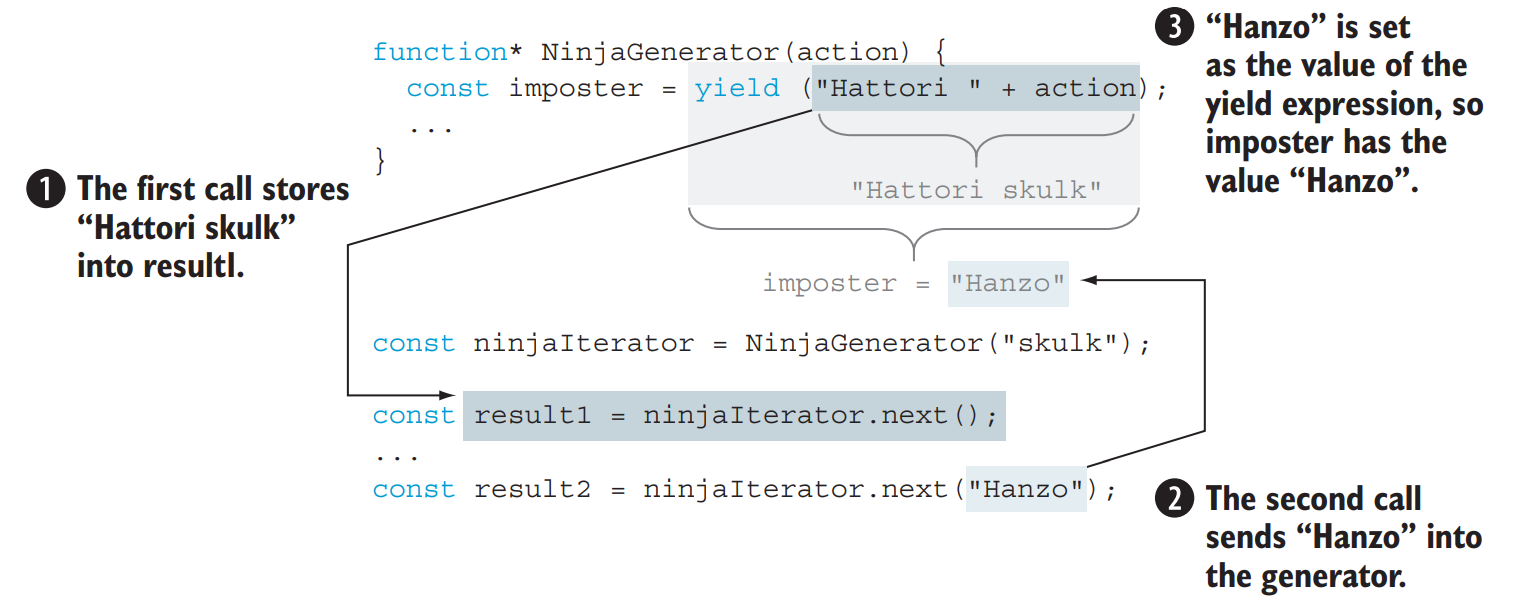 function* NinjaGenerator(action) {
const imposter = yield ("Hattori " + action);
...
}
"Hattori skulk"
imposter = "Hanzo"
const ninjaIterator = NinjaGenerator("skulk");
const result1 = ninjaIterator.next();
...
const result2 = ninjaIterator.next("Hanzo");
1 The first call stores
“Hattori skulk”
into resultl.
2 The second call
sends “Hanzo” into
the generator.
3 “Hanzo” is set
as the value of the
yield expression, so
imposter has the
value “Hanzo”.